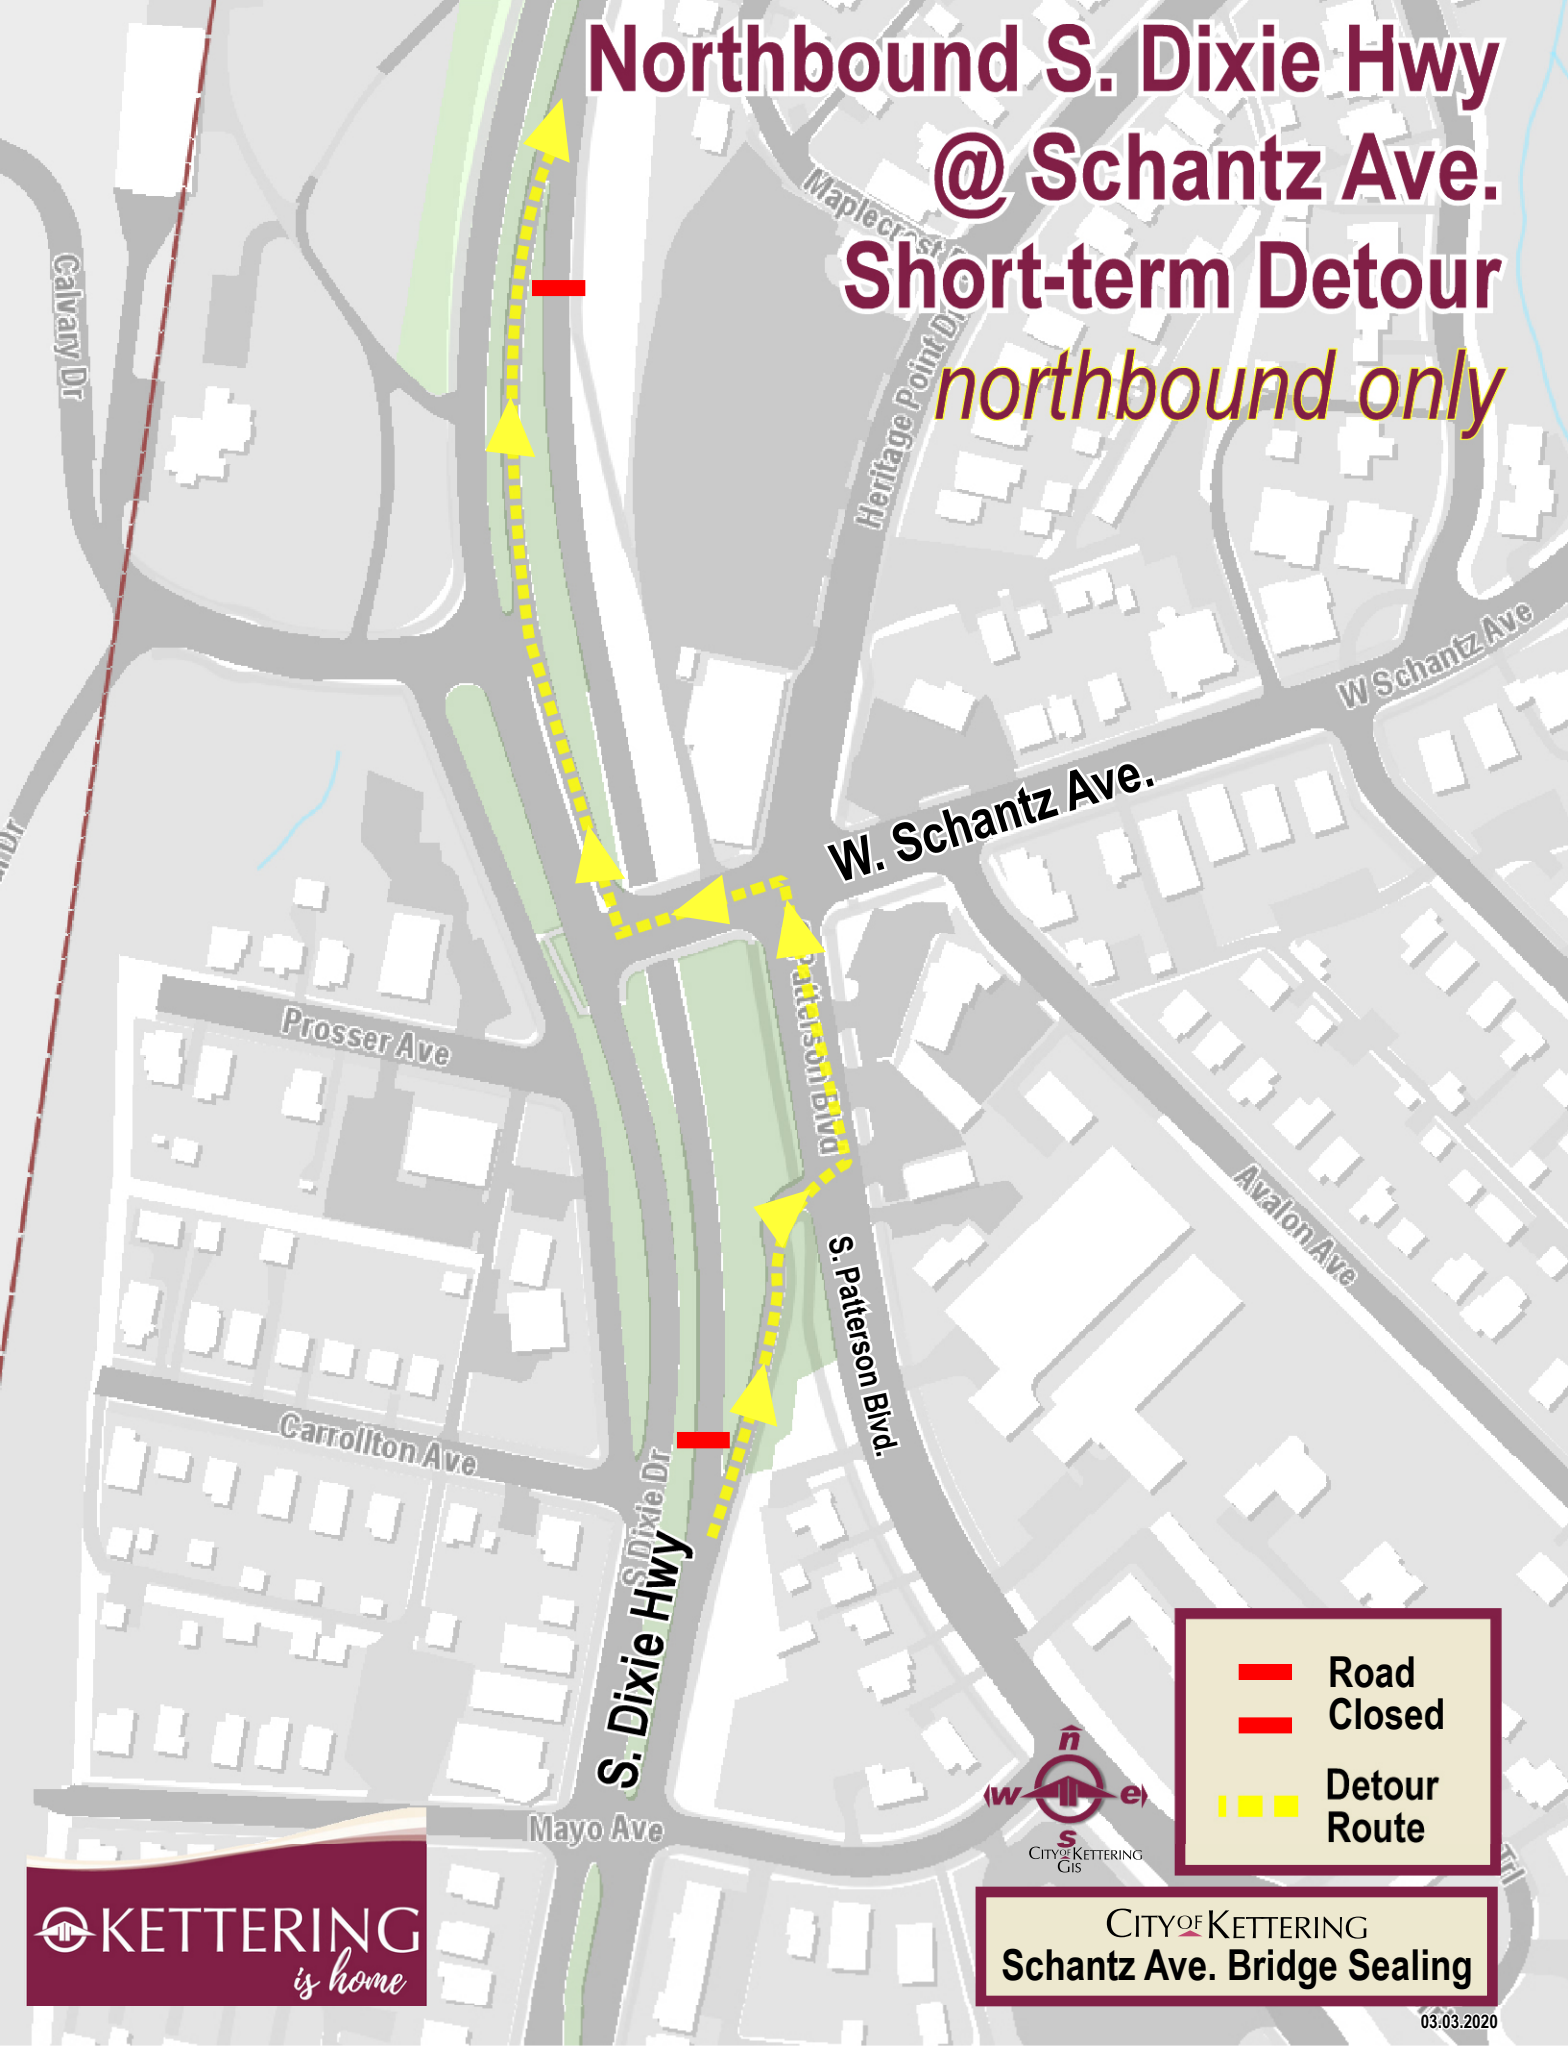 Northbound S. Dixie Hwy
@ Schantz Ave.
Short-term Detour
northbound only
Calvary Dr
Maplecrest
Heritage Point Dr
W Schantz Ave
W. Schantz Ave.
Prosser Ave
Patterson Blvd
Avalon Ave
S. Patterson Blvd.
Carrollton Ave
S Dixie Dr
S. Dixie Hwy
Mayo Ave
Road
Closed
Detour
Route
n
w e
s
CITY OF KETTERING
GIS
Trl
KETTERING
is home
CITY OF KETTERING
Schantz Ave. Bridge Sealing
03.03.2020